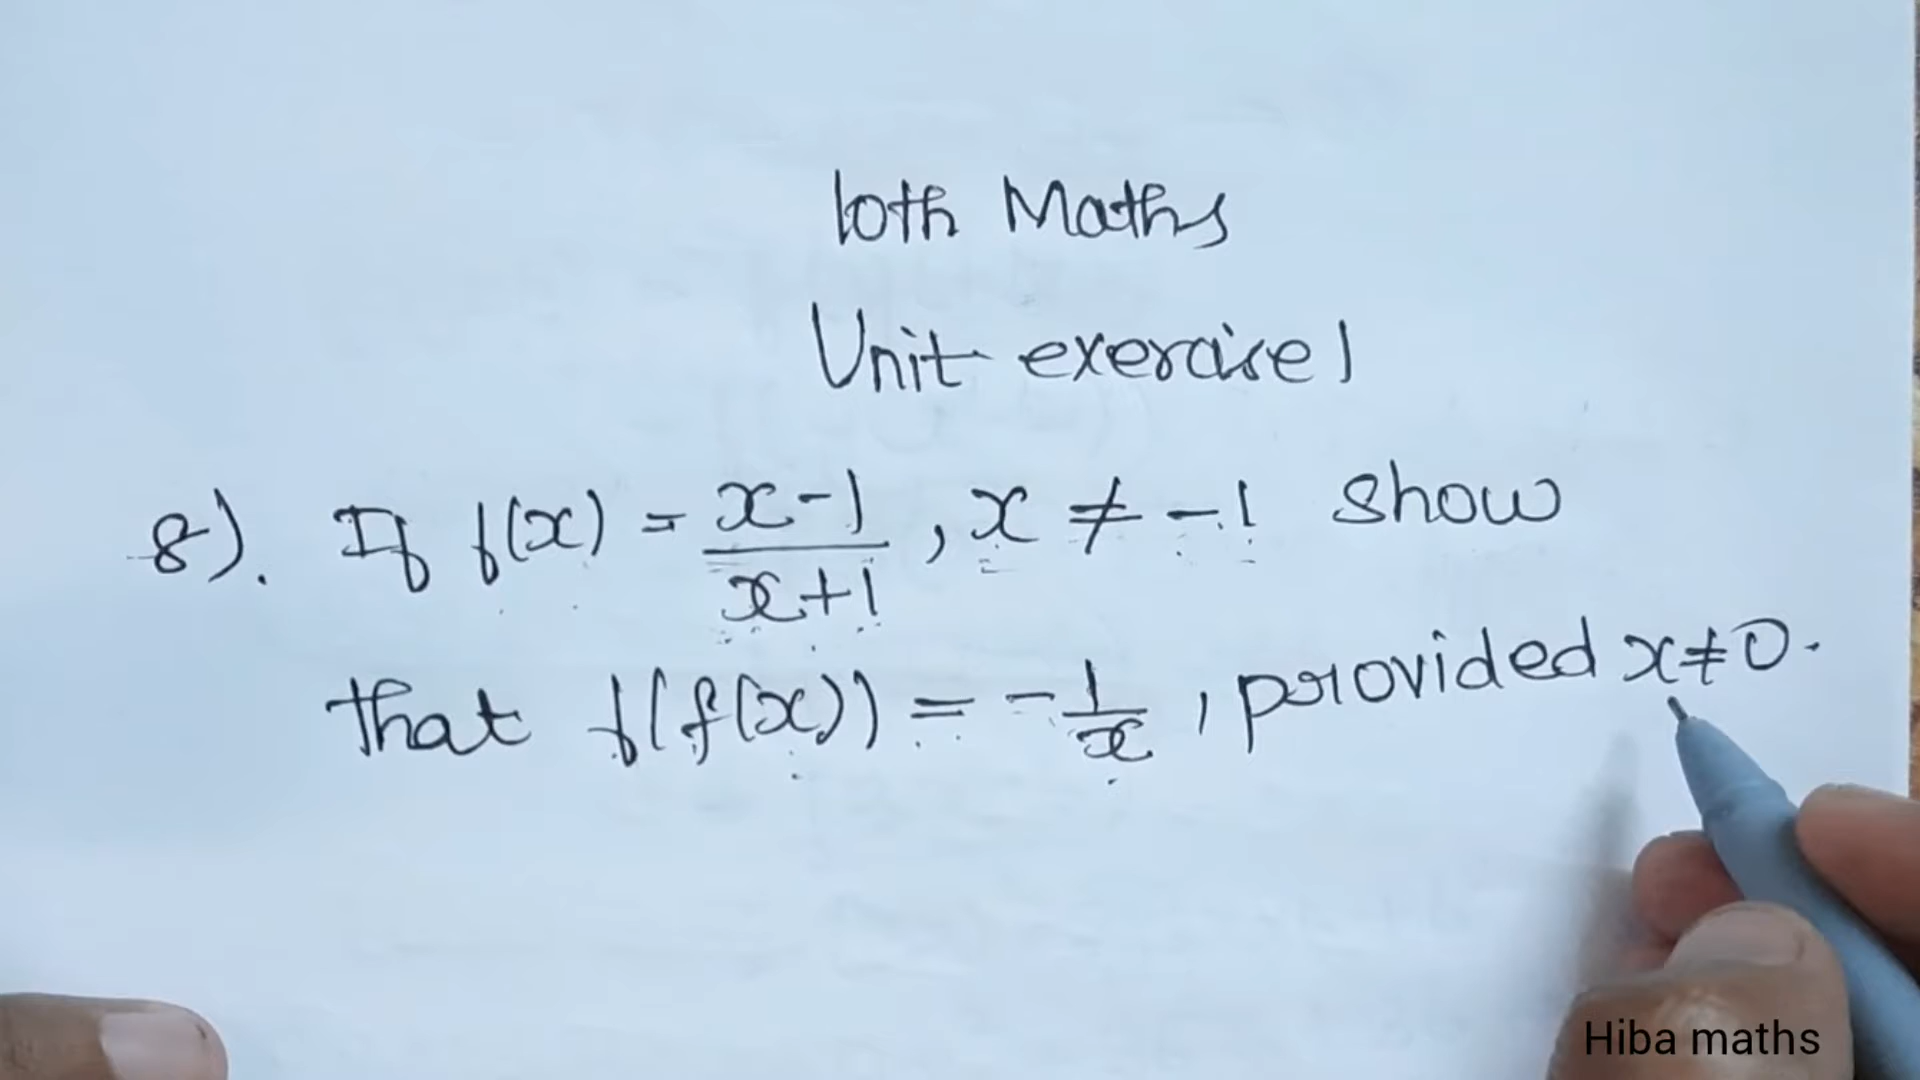 10th Maths
Unit exercise 1
8). If f(x) = x-1/x+1, x ≠ -1 show
that f(f(x)) = -1/x, provided x≠0.
Hiba maths